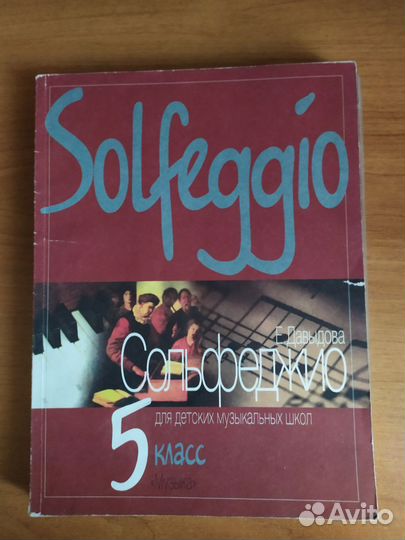 Solfeggio
Е. Давыдова
Сольфеджио
для детских музыкальных школ
5 класс
«Музыка»
Avito